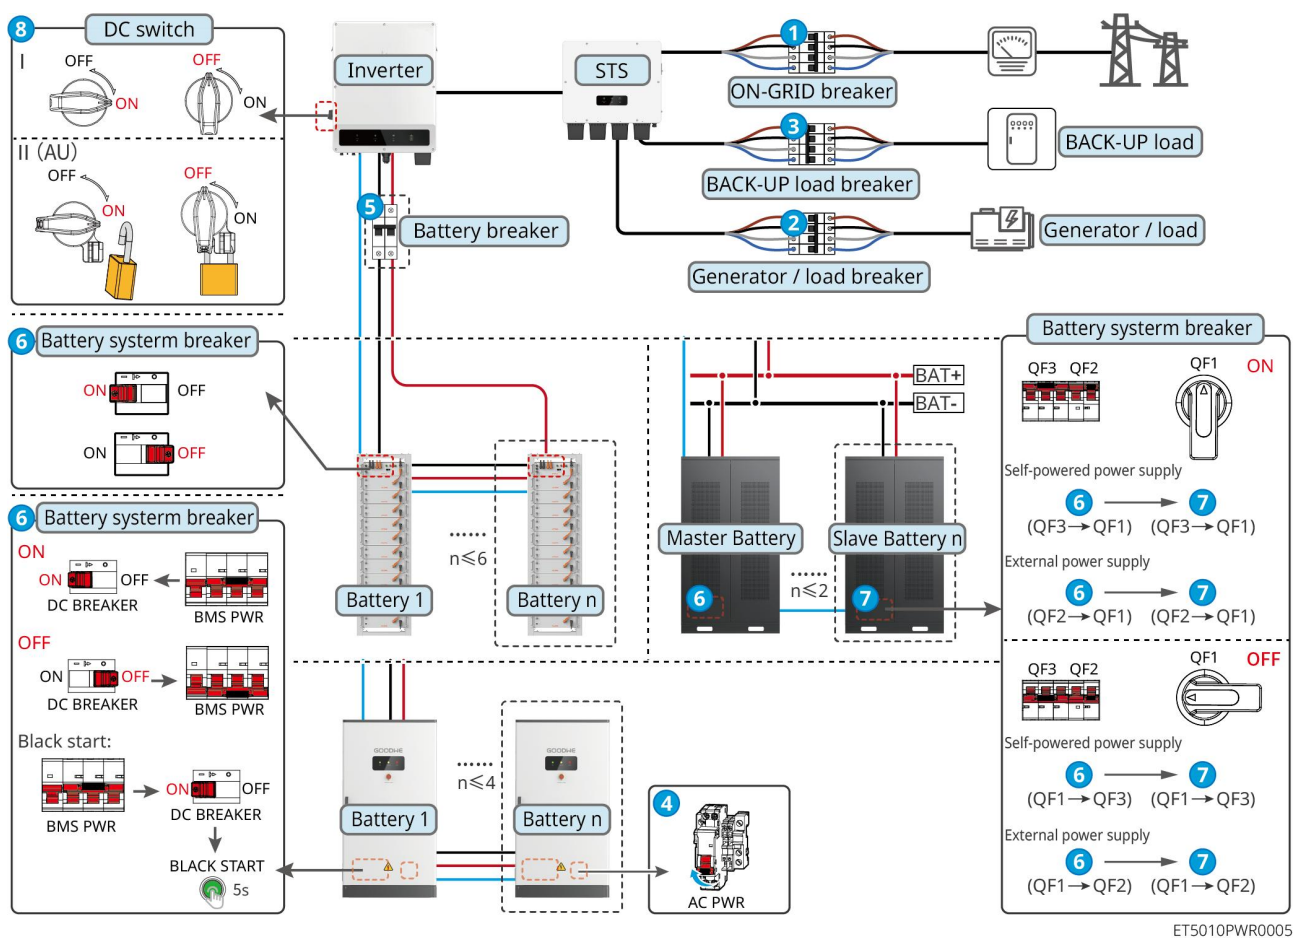 8
DC switch
I
OFF
ON
OFF
ON
II (AU)
OFF
ON
OFF
ON
Inverter
STS
1
ON-GRID breaker
3
BACK-UP load breaker
BACK-UP load
2
Generator / load breaker
Generator / load
5
Battery breaker
6
Battery systerm breaker
ON
OFF
ON
OFF
6
Battery systerm breaker
ON
ON
OFF
DC BREAKER
BMS PWR
OFF
ON
OFF
DC BREAKER
BMS PWR
Black start:
BMS PWR
ON
OFF
DC BREAKER
BLACK START
5s
Battery 1
n≤6
Battery n
BAT+
BAT-
Master Battery
6
n≤2
Slave Battery n
7
GOODWE
Battery 1
n≤4
GOODWE
Battery n
4
AC PWR
Battery systerm breaker
QF3 QF2
QF1
ON
Self-powered power supply
6 → 7
(QF3→QF1) (QF3→QF1)
External power supply
6 → 7
(QF2→QF1) (QF2→QF1)
QF3 QF2
QF1
OFF
Self-powered power supply
6 → 7
(QF1→QF3) (QF1→QF3)
External power supply
6 → 7
(QF1→QF2) (QF1→QF2)
ET5010PWR0005